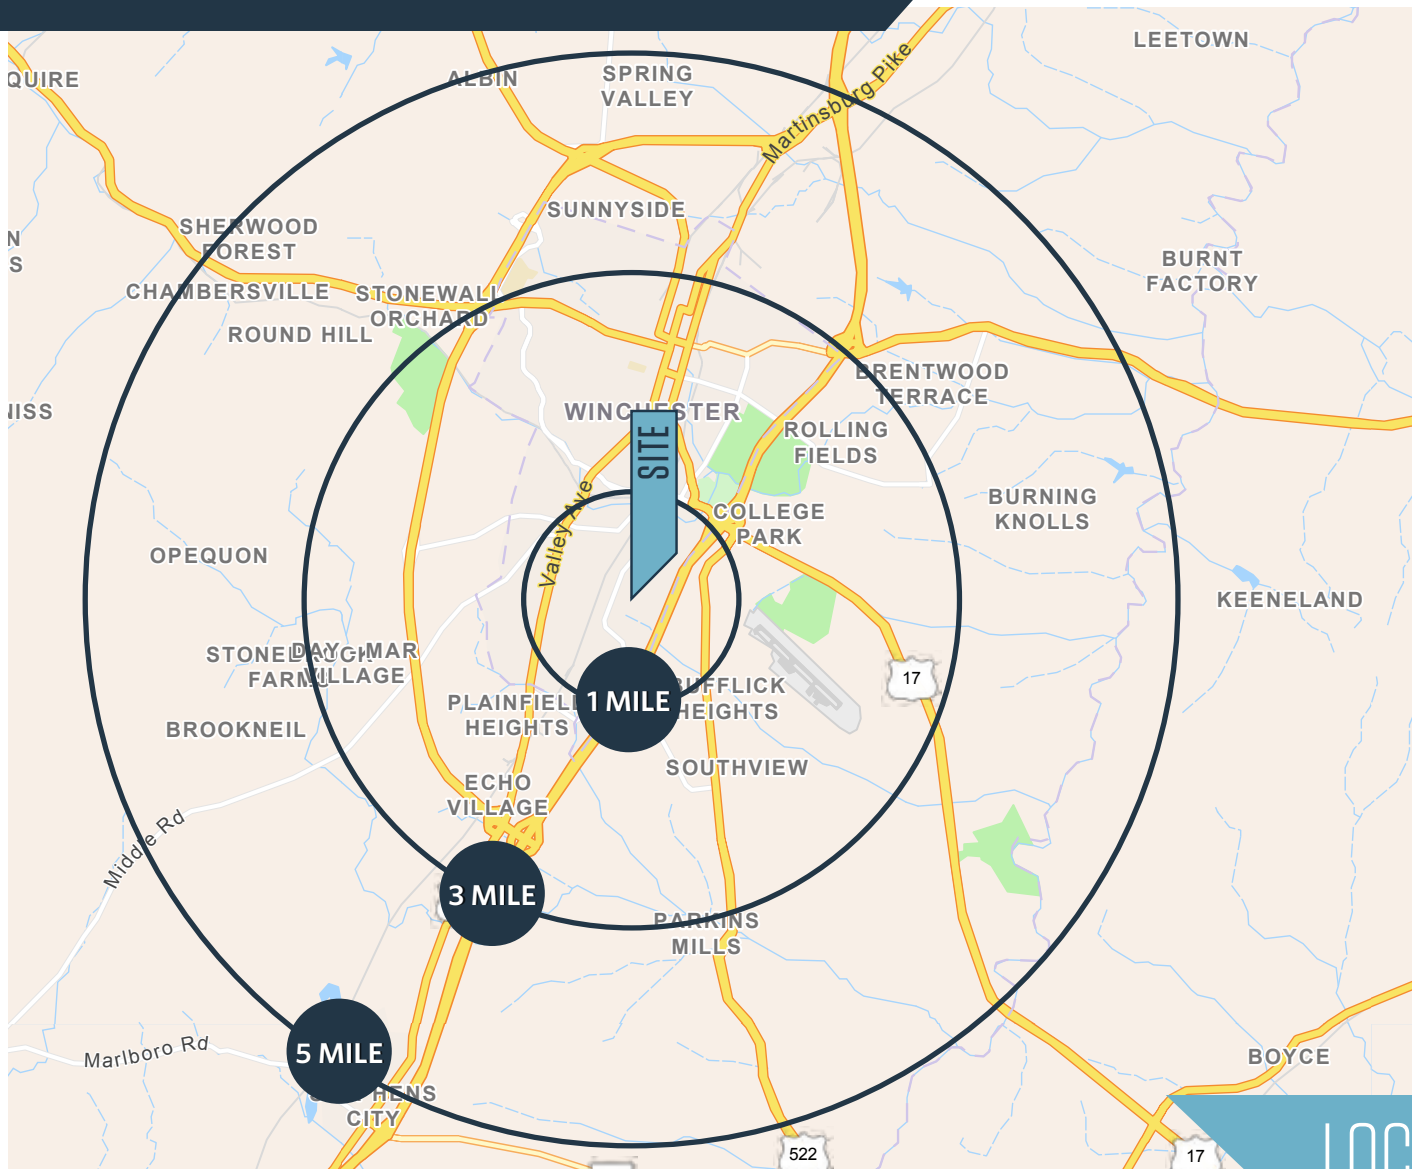 LEETOWN
QUIRE
ALBIN
SPRING
VALLEY
Martinsburg Pike
SUNNYSIDE
SHERWOOD
FOREST
N
S
BURNT
FACTORY
CHAMBERSVILLE
STONEWALL
ORCHARD
ROUND HILL
BRENTWOOD
TERRACE
NISS
WINCHESTER
SITE
ROLLING
FIELDS
BURNING
KNOLLS
COLLEGE
PARK
Valley Ave
OPEQUON
KEENELAND
FARMS
DAY-MAR
VILLAGE
17
PLAINFIELD
HEIGHTS
1 MILE
BUFFLICK
HEIGHTS
BROOKNEIL
SOUTHVIEW
ECHO
VILLAGE
Middle Rd
3 MILE
PARKINS
MILLS
5 MILE
Marlboro Rd
BOYCE
STEPHENS
CITY
522
17
LOC